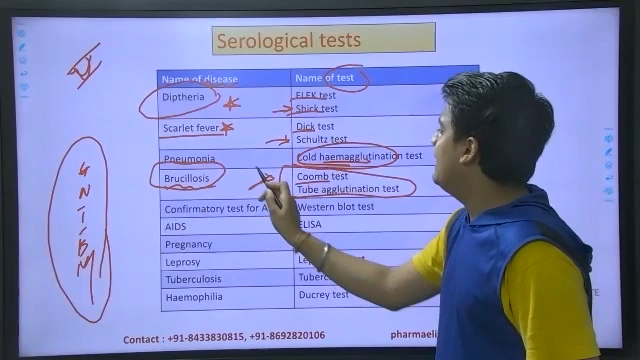 Serological tests
Name of disease Name of test
Diptheria ELEK test
Shick test
Scarlet fever Dick test
Schultz test
Pneumonia Cold haemagglutination test
Brucillosis Coomb test
Tube agglutination test
Confirmatory test for Western blot test
AIDS ELISA
Pregnancy
Leprosy
Tuberculosis
Haemophilia Ducrey test
Contact : +91-8433830815, +91-8692820106